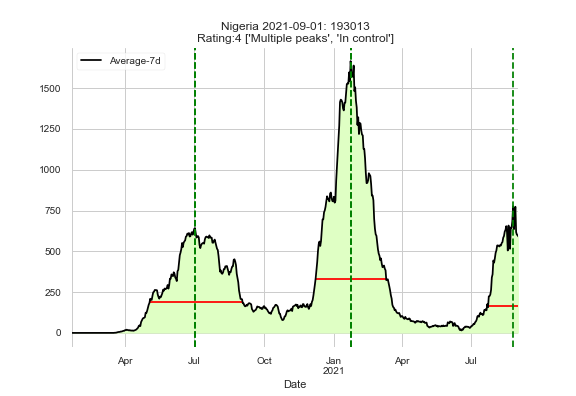 Nigeria 2021-09-01: 193013
Rating:4 ['Multiple peaks', 'In control']
Average-7d
1500
1250
1000
750
500
250
0
Apr
Jul
Oct
Jan
2021
Apr
Jul
Date